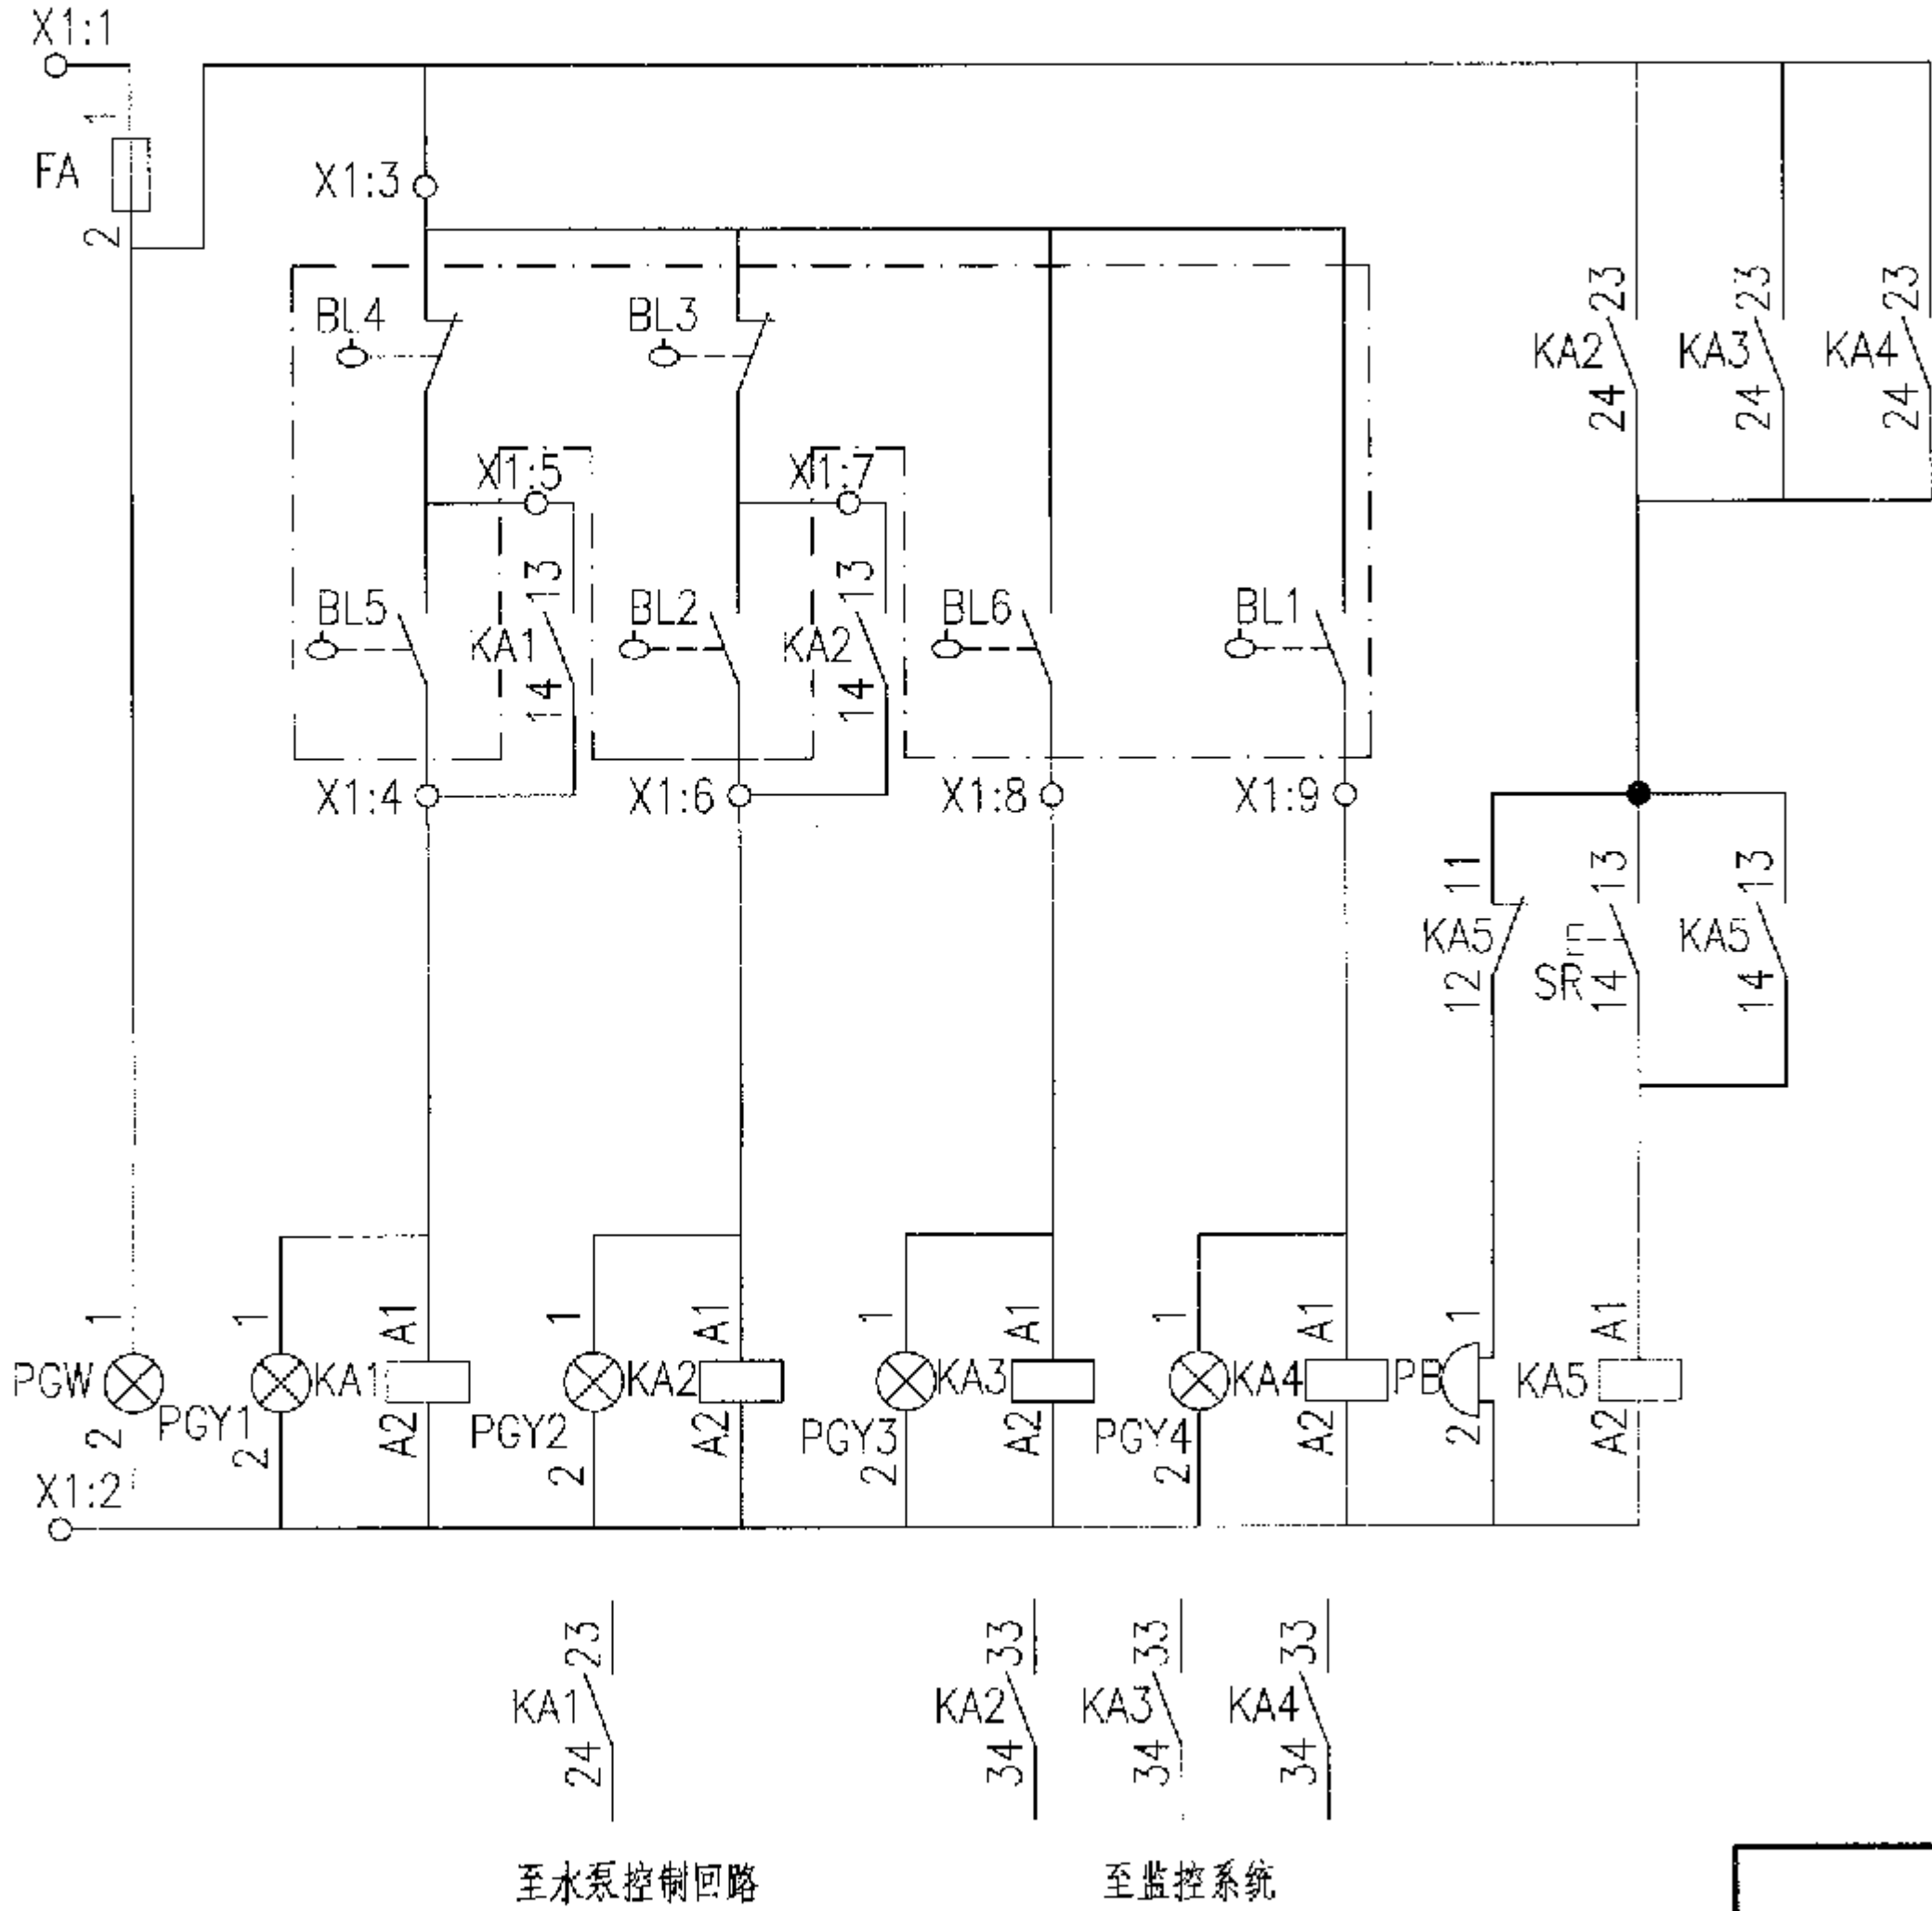 X1:1
1
FA
2
X1:3
BL4
BL3
23
23
23
KA2
KA3
KA4
24
24
24
X1:5
X1:7
13
13
BL5
KA1
BL2
KA2
BL6
BL1
14
14
X1:4
X1:6
X1:8
X1:9
11
13
13
KA5
SR
KA5
12
14
14
1
1
A1
1
A1
1
A1
1
A1
1
A1
PGW
PGY1
KA1
PGY2
KA2
PGY3
KA3
PGY4
KA4
PB
KA5
2
2
A2
2
A2
2
A2
2
A2
2
A2
X1:2
23
33
33
33
KA1
KA2
KA3
KA4
24
34
34
34
至水泵控制回路
至监控系统